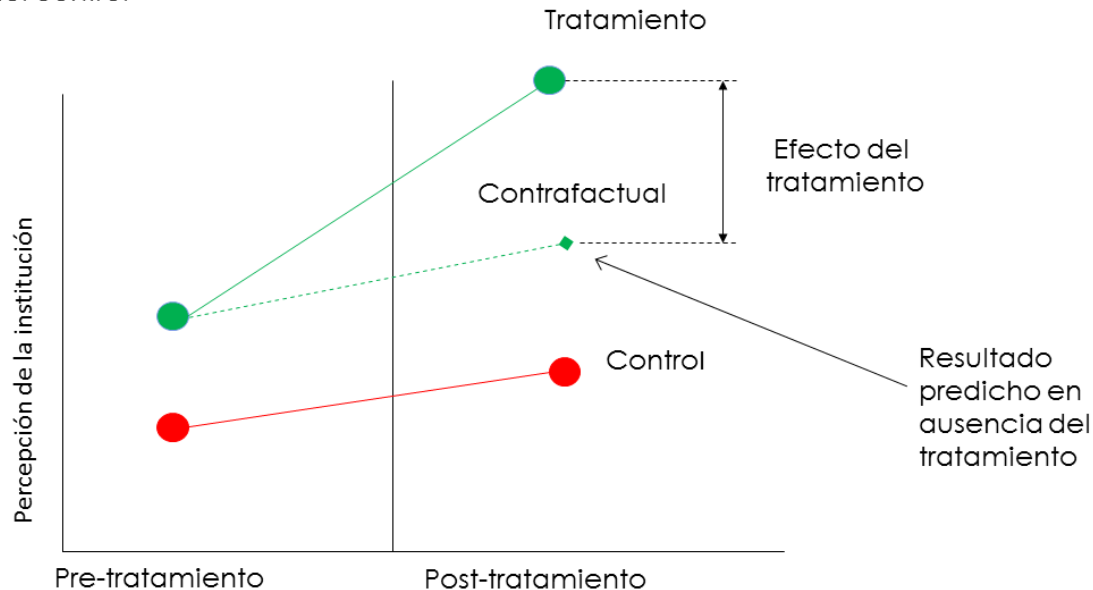 Tratamiento
Efecto del
tratamiento
Contrafactual
Percepción de la institución
Control
Resultado
predicho en
ausencia del
tratamiento
Pre-tratamiento
Post-tratamiento